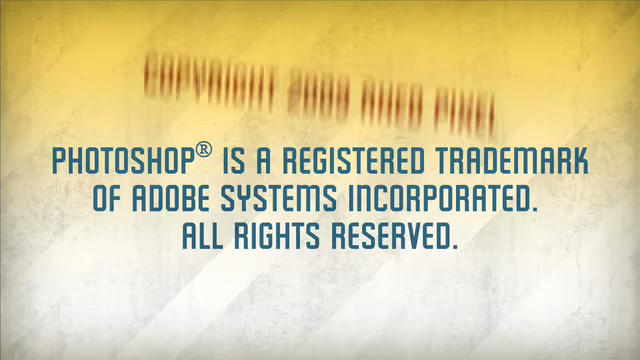 COPYRIGHT
PHOTOSHOP® IS A REGISTERED TRADEMARK
OF ADOBE SYSTEMS INCORPORATED.
ALL RIGHTS RESERVED.